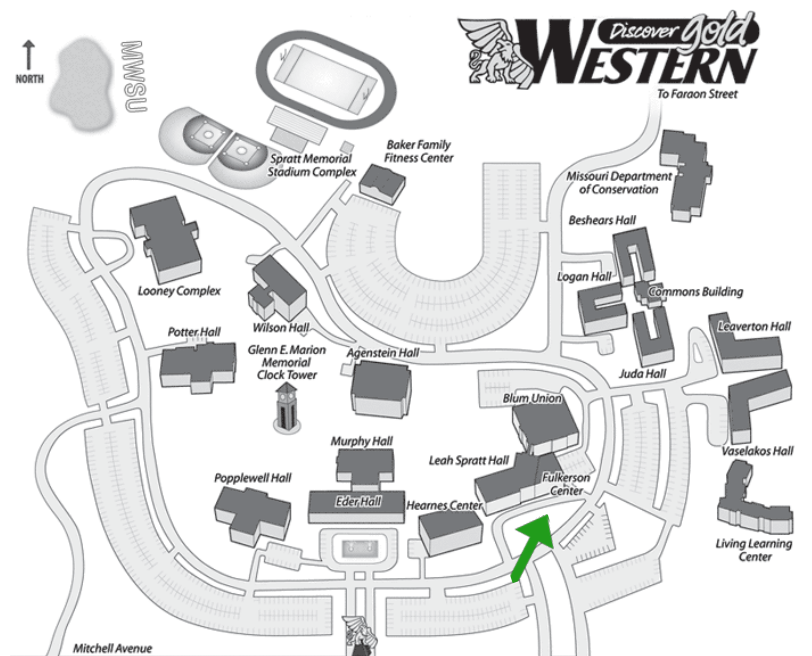 Discover gold
WESTERN
To Faraon Street
NORTH
MWSU
Spratt Memorial
Stadium Complex
Baker Family
Fitness Center
Missouri Department
of Conservation
Beshears Hall
Logan Hall
Commons Building
Looney Complex
Wilson Hall
Leaverton Hall
Potter Hall
Glenn E. Marion
Memorial
Clock Tower
Agenstein Hall
Juda Hall
Blum Union
Murphy Hall
Leah Spratt Hall
Vaselakos Hall
Popplewell Hall
Eder Hall
Hearnes Center
Fulkerson
Center
Living Learning
Center
Mitchell Avenue